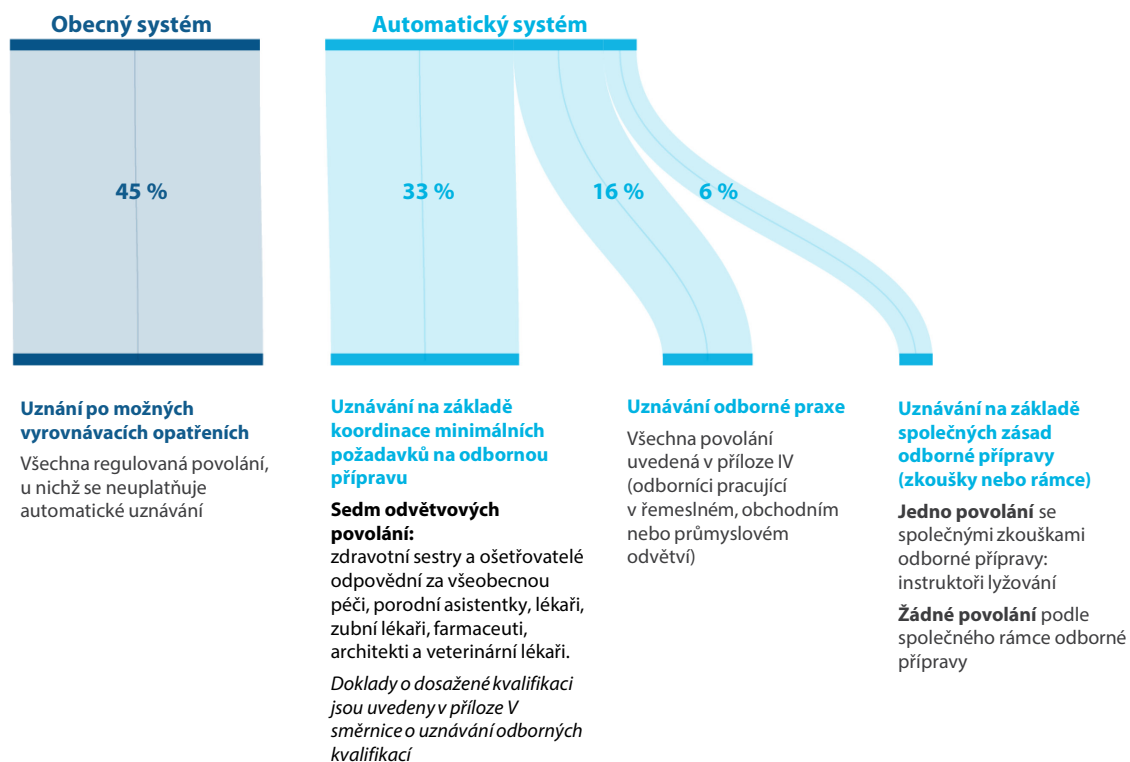 Obecný systém
Automatický systém
45 %
33 %
16 %
6 %
Uznání po možných
vyrovnávacích opatřeních
Všechna regulovaná povolání,
u nichž se neuplatňuje
automatické uznávání
Uznávání na základě
koordinace minimálních
požadavků na odbornou
přípravu
Sedm odvětvových
povolání:
zdravotní sestry a ošetřovatelé
odpovědní za všeobecnou
péči, porodní asistentky, lékaři,
zubní lékaři, farmaceuti,
architekti a veterinární lékaři.
Doklady o dosažené kvalifikaci
jsou uvedeny v příloze V
směrnice o uznávání odborných
kvalifikací
Uznávání odborné praxe
Všechna povolání
uvedená v příloze IV
(odborníci pracující
v řemeslném, obchodním
nebo průmyslovém
odvětví)
Uznávání na základě
společných zásad
odborné přípravy
(zkoušky nebo rámce)
Jedno povolání se
společnými zkouškami
odborné přípravy:
instruktoři lyžování
Žádné povolání podle
společného rámce odborné
přípravy